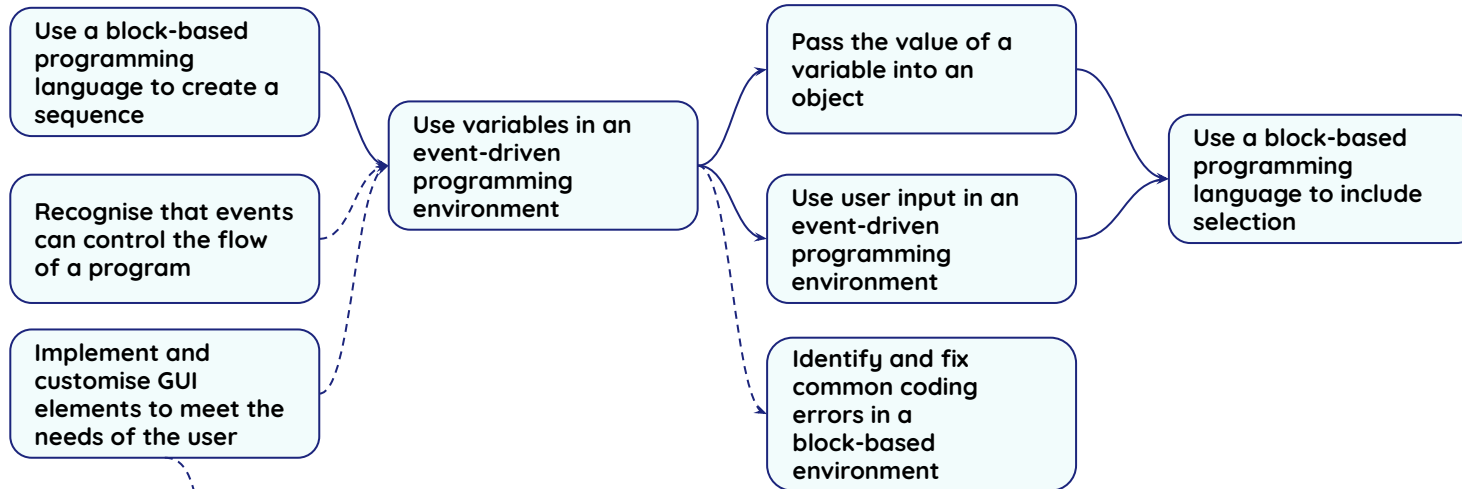 Use a block-based
programming
language to create a
sequence
Recognise that events
can control the flow
of a program
Implement and
customise GUI
elements to meet the
needs of the user
Use variables in an
event-driven
programming
environment
Pass the value of a
variable into an
object
Use user input in an
event-driven
programming
environment
Identify and fix
common coding
errors in a
block-based
environment
Use a block-based
programming
language to include
selection